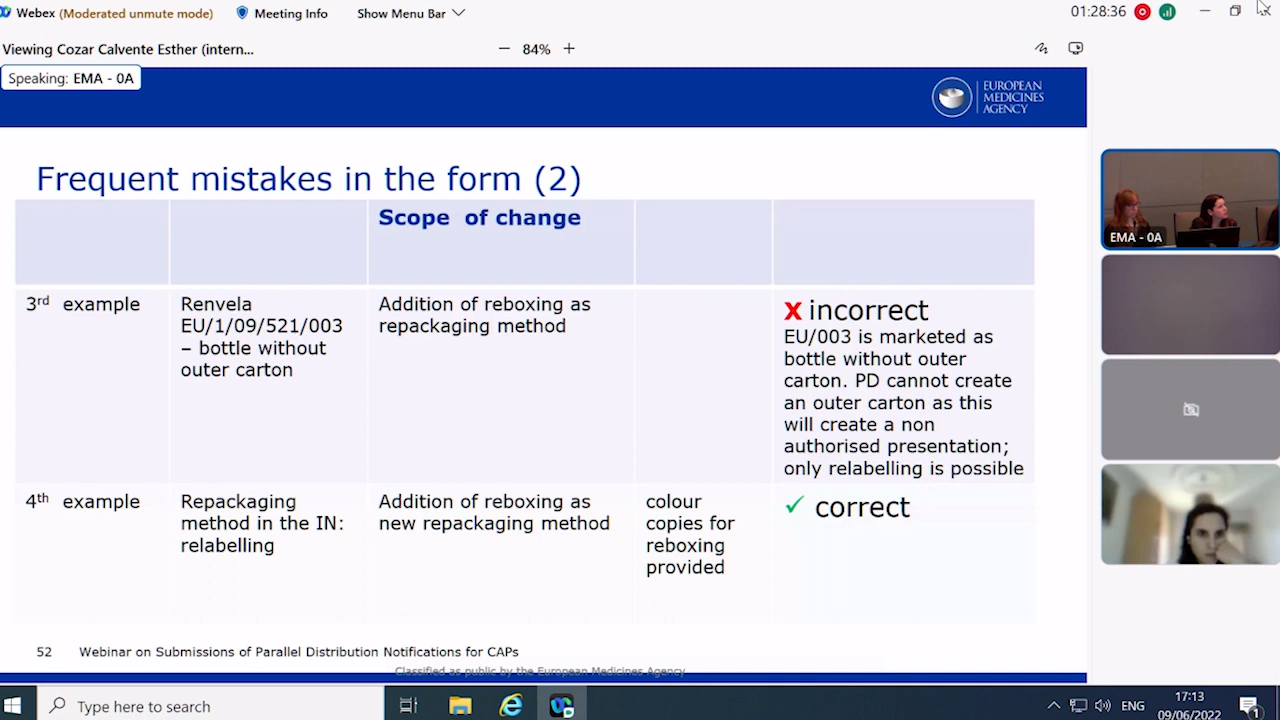 Webex (Moderated unmute mode) Meeting Info Show Menu Bar 01:28:36
Viewing Cozar Calvente Esther (intern... 84%
Speaking: EMA - 0A
EUROPEAN
MEDICINES
AGENCY
Frequent mistakes in the form (2)
Scope of change
3rd example
Renvela
EU/1/09/521/003
– bottle without
outer carton
Addition of reboxing as
repackaging method
x incorrect
EU/003 is marketed as
bottle without outer
carton. PD cannot create
an outer carton as this
will create a non
authorised presentation;
only relabelling is possible
4th example
Repackaging
method in the IN:
relabelling
Addition of reboxing as
new repackaging method
colour
copies for
reboxing
provided
✓ correct
52 Webinar on Submissions of Parallel Distribution Notifications for CAPs
Classified as public by the European Medicines Agency
EMA - 0A
Type here to search
ENG
17:13
09/06/2022
1